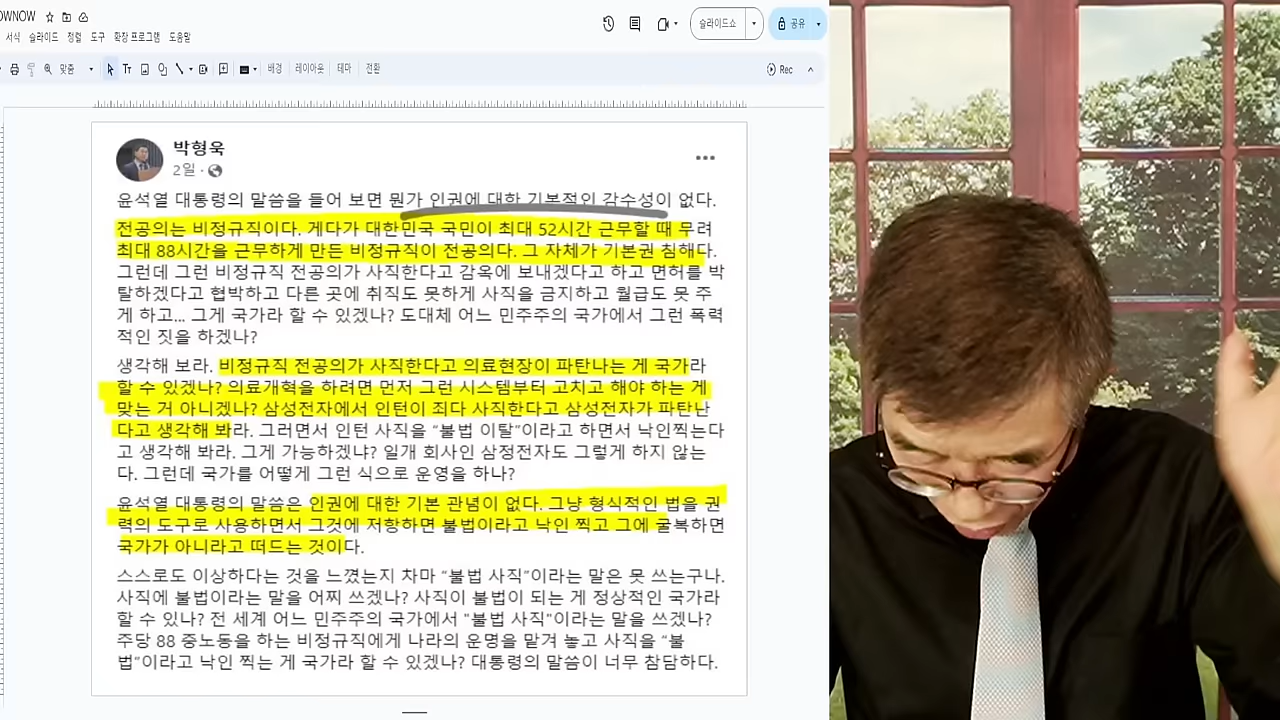 OWNOW
서식 슬라이드 정렬 도구 확장 프로그램 도움말
슬라이드쇼
공유
맞춤
Tт
배경 레이아웃 테마 전환
Rec
박형욱
2일 ·
윤석열 대통령의 말씀을 들어 보면 뭔가 인권에 대한 기본적인 감수성이 없다.
전공의는 비정규직이다. 게다가 대한민국 국민이 최대 52시간 근무할 때 무려
최대 88시간을 근무하게 만든 비정규직이 전공의다. 그 자체가 기본권 침해다.
그런데 그런 비정규직 전공의가 사직한다고 감옥에 보내겠다고 하고 면허를 박
탈하겠다고 협박하고 다른 곳에 취직도 못하게 사직을 금지하고 월급도 못 주
게 하고... 그게 국가라 할 수 있겠나? 도대체 어느 민주주의 국가에서 그런 폭력
적인 짓을 하겠나?
생각해 보라. 비정규직 전공의가 사직한다고 의료현장이 파탄나는 게 국가라
할 수 있겠나? 의료개혁을 하려면 먼저 그런 시스템부터 고치고 해야 하는 게
맞는 거 아니겠나? 삼성전자에서 인턴이 죄다 사직한다고 삼성전자가 파탄난
다고 생각해 봐라. 그러면서 인턴 사직을 “불법 이탈”이라고 하면서 낙인찍는다
고 생각해 봐라. 그게 가능하겠냐? 일개 회사인 삼정전자도 그렇게 하지 않는
다. 그런데 국가를 어떻게 그런 식으로 운영을 하나?
윤석열 대통령의 말씀은 인권에 대한 기본 관념이 없다. 그냥 형식적인 법을 권
력의 도구로 사용하면서 그것에 저항하면 불법이라고 낙인 찍고 그에 굴복하면
국가가 아니라고 떠드는 것이다.
스스로도 이상하다는 것을 느꼈는지 차마 “불법 사직”이라는 말은 못 쓰는구나.
사직에 불법이라는 말을 어찌 쓰겠나? 사직이 불법이 되는 게 정상적인 국가라
할 수 있나? 전 세계 어느 민주주의 국가에서 "불법 사직"이라는 말을 쓰겠나?
주당 88 중노동을 하는 비정규직에게 나라의 운명을 맡겨 놓고 사직을 “불
법”이라고 낙인 찍는 게 국가라 할 수 있겠나? 대통령의 말씀이 너무 참담하다.